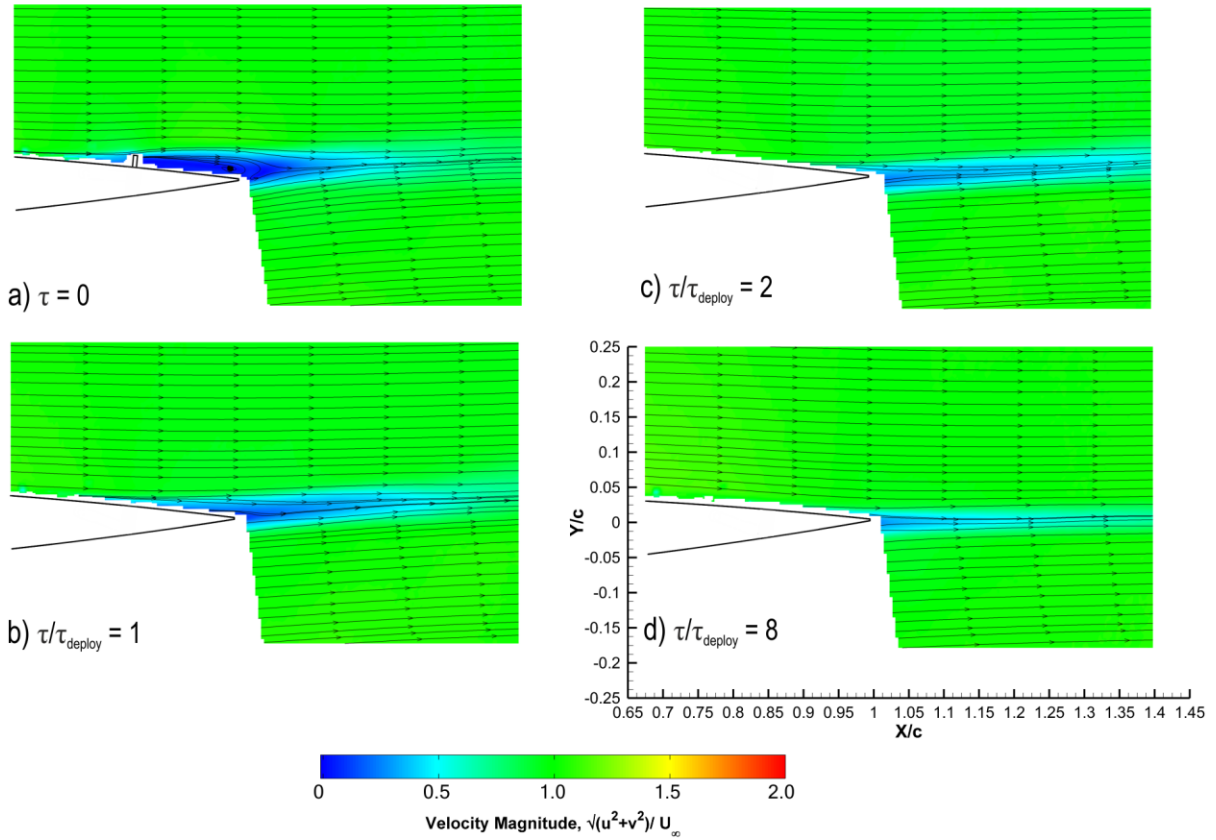 a) τ = 0
c) τ/τdeploy = 2
b) τ/τdeploy = 1
d) τ/τdeploy = 8
Y/c
0.25
0.2
0.15
0.1
0.05
0
-0.05
-0.1
-0.15
-0.2
-0.25
0.65 0.7 0.75 0.8 0.85 0.9 0.95 1 1.05 1.1 1.15 1.2 1.25 1.3 1.35 1.4 1.45
X/c
0 0.5 1.0 1.5 2.0
Velocity Magnitude, √(u²+v²)/ U∞